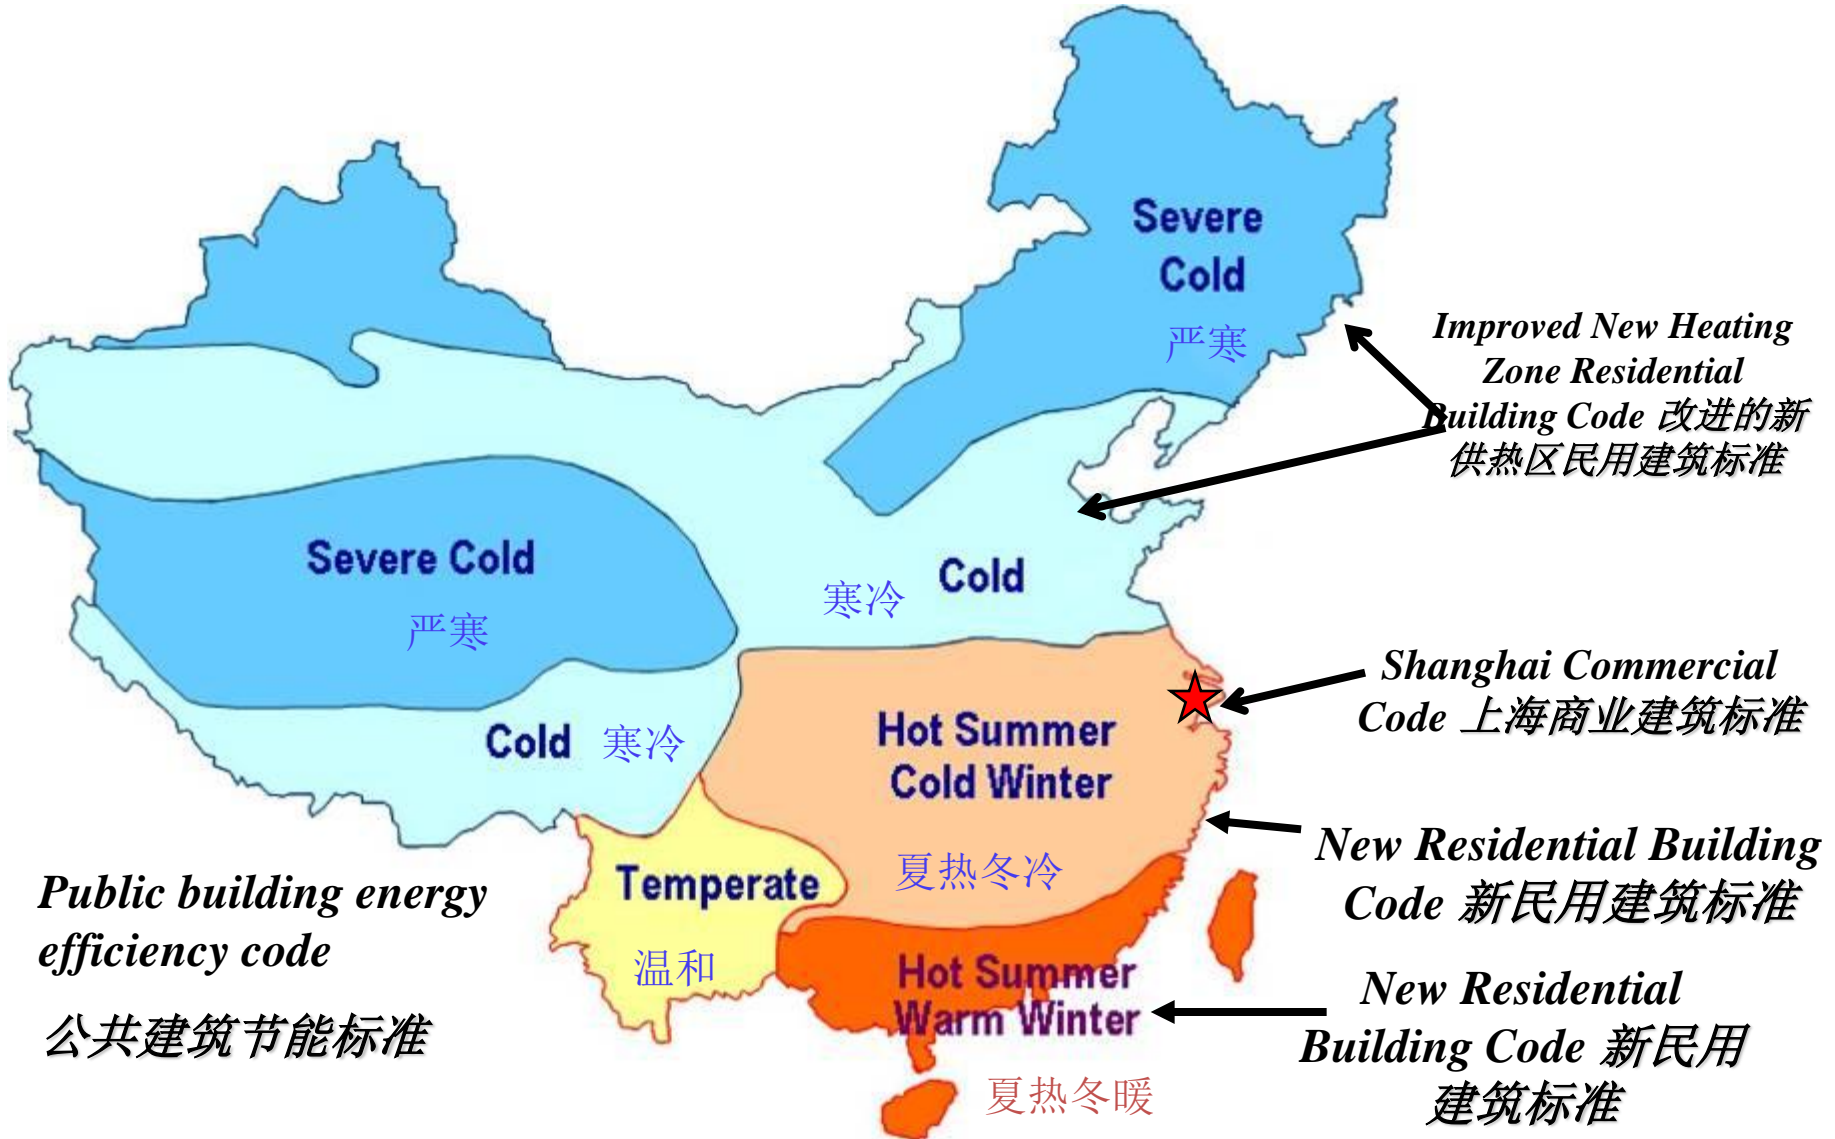 Severe
Cold
严寒
Improved New Heating
Zone Residential
Building Code 改进的新
供热区民用建筑标准
Severe Cold
严寒
Cold
寒冷
Shanghai Commercial
Code 上海商业建筑标准
Cold 寒冷
Hot Summer
Cold Winter
夏热冬冷
New Residential Building
Code 新民用建筑标准
Temperate
温和
Public building energy
efficiency code
公共建筑节能标准
Hot Summer
Warm Winter
夏热冬暖
New Residential
Building Code 新民用
建筑标准